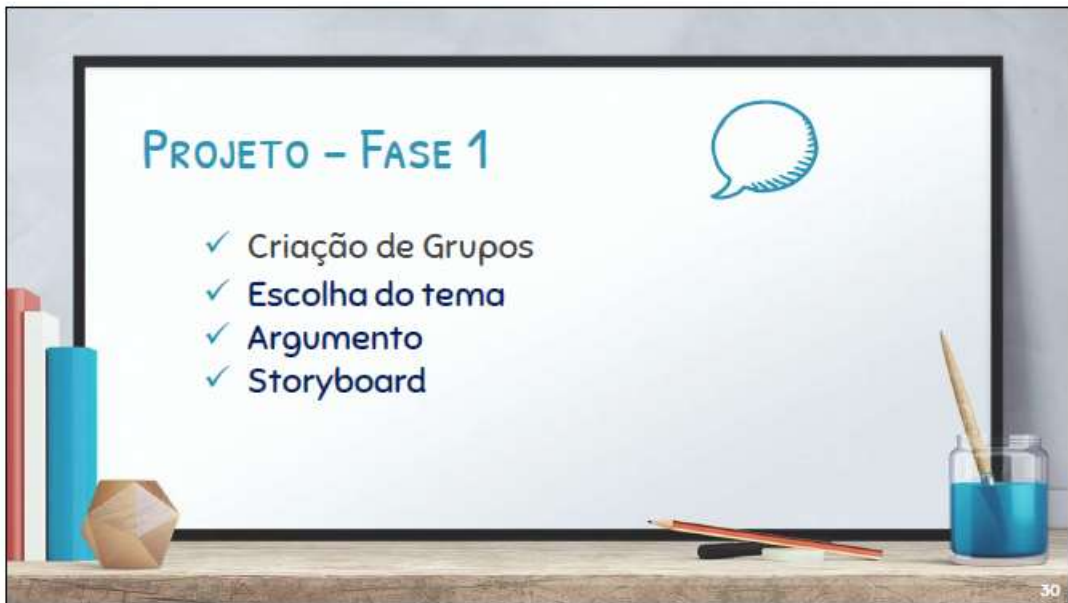 Projeto – Fase 1
✓ Criação de Grupos
✓ Escolha do tema
✓ Argumento
✓ Storyboard
30